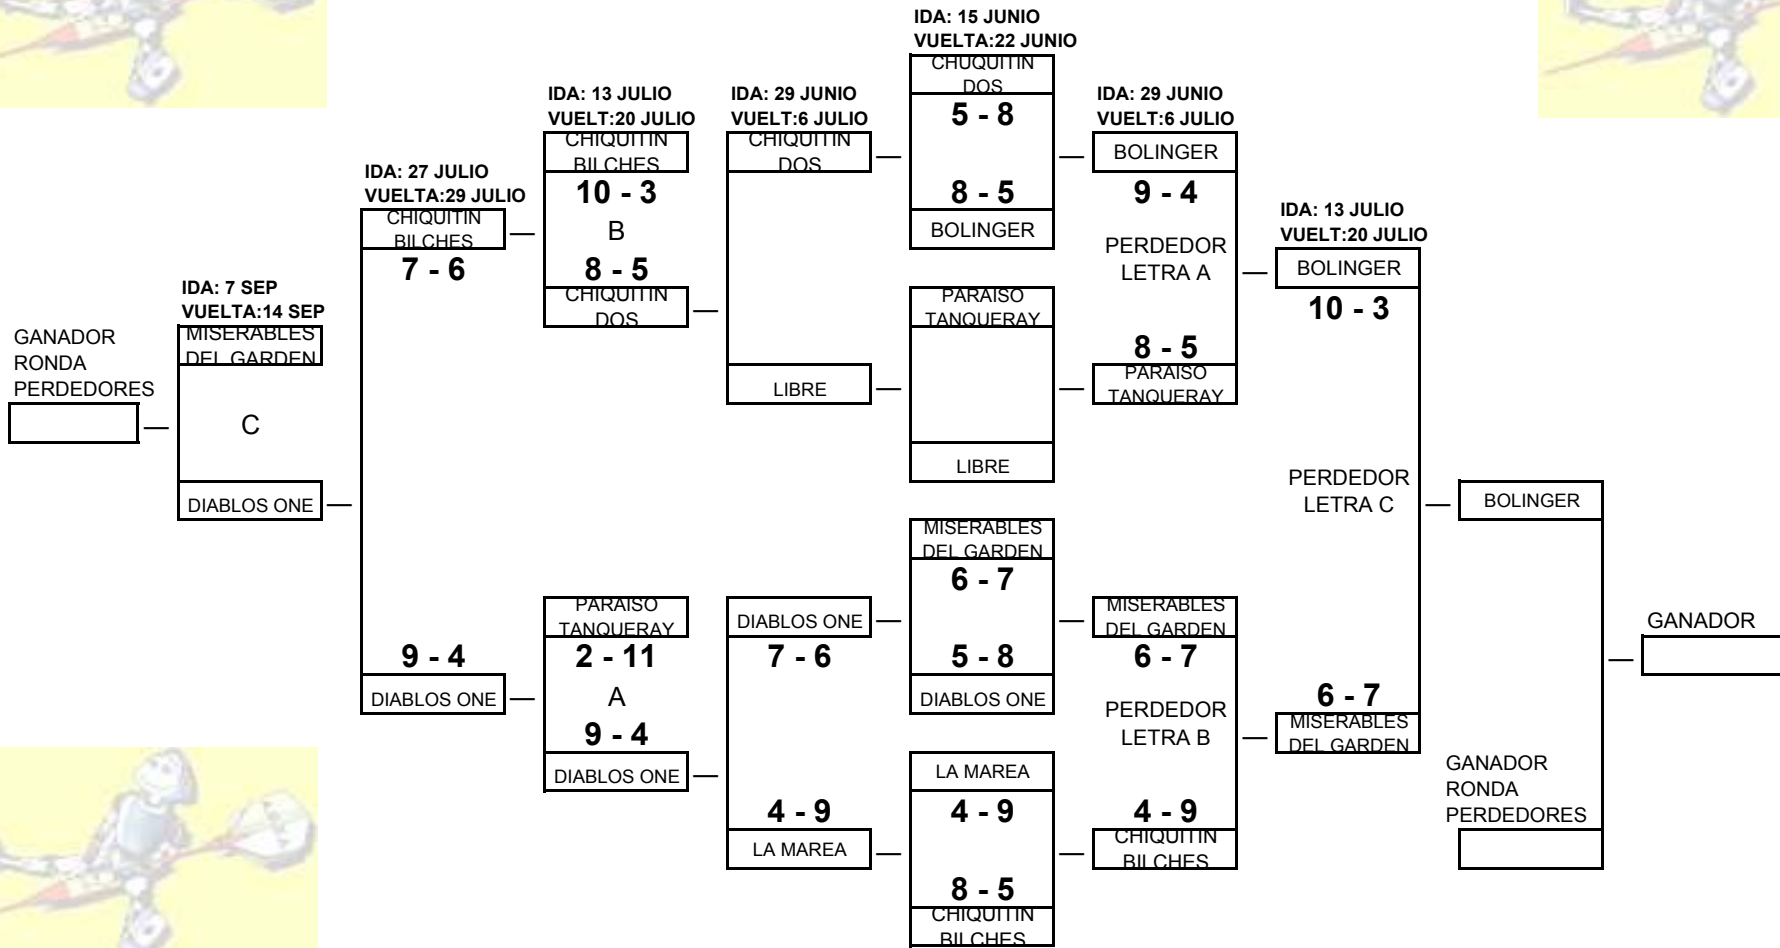 IDA: 15 JUNIO
VUELTA:22 JUNIO
CHUQUITIN
DOS
5 - 8
8 - 5
BOLINGER
IDA: 13 JULIO
VUELT:20 JULIO
CHIQUITIN
BILCHES
10 - 3
B
8 - 5
CHIQUITIN
DOS
IDA: 29 JUNIO
VUELT:6 JULIO
CHIQUITIN
DOS
LIBRE
IDA: 29 JUNIO
VUELT:6 JULIO
BOLINGER
9 - 4
PERDEDOR
LETRA A
8 - 5
PARAISO
TANQUERAY
IDA: 27 JULIO
VUELTA:29 JULIO
CHIQUITIN
BILCHES
7 - 6
IDA: 13 JULIO
VUELT:20 JULIO
BOLINGER
10 - 3
PARAISO
TANQUERAY
LIBRE
IDA: 7 SEP
VUELTA:14 SEP
MISERABLES
DEL GARDEN
C
DIABLOS ONE
GANADOR
RONDA
PERDEDORES
PERDEDOR
LETRA C
BOLINGER
MISERABLES
DEL GARDEN
6 - 7
5 - 8
DIABLOS ONE
9 - 4
DIABLOS ONE
PARAISO
TANQUERAY
2 - 11
A
9 - 4
DIABLOS ONE
DIABLOS ONE
7 - 6
4 - 9
LA MAREA
MISERABLES
DEL GARDEN
6 - 7
PERDEDOR
LETRA B
4 - 9
CHIQUITIN
BILCHES
6 - 7
MISERABLES
DEL GARDEN
LA MAREA
4 - 9
8 - 5
CHIQUITIN
BILCHES
GANADOR
GANADOR
RONDA
PERDEDORES